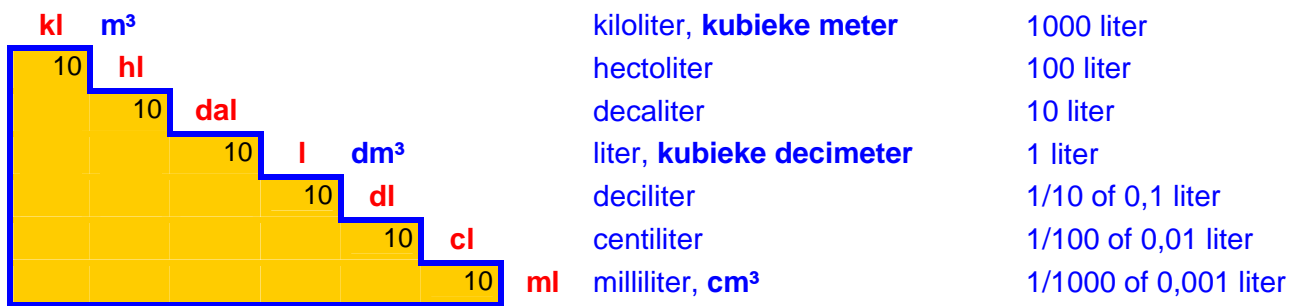 kl m³ kiloliter, kubieke meter 1000 liter
10 hl hectoliter 100 liter
10 dal decaliter 10 liter
10 l dm³ liter, kubieke decimeter 1 liter
10 dl deciliter 1/10 of 0,1 liter
10 cl centiliter 1/100 of 0,01 liter
10 ml milliliter, cm³ 1/1000 of 0,001 liter